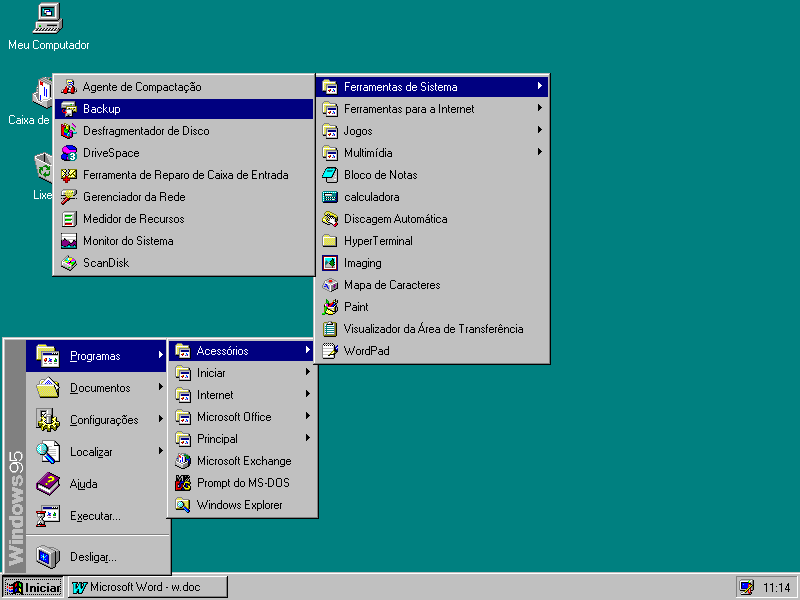 Meu Computador
Caixa de
Lixe
Agente de Compactação
Backup
Desfragmentador de Disco
DriveSpace
Ferramenta de Reparo de Caixa de Entrada
Gerenciador da Rede
Medidor de Recursos
Monitor do Sistema
ScanDisk
Ferramentas de Sistema
Ferramentas para a Internet
Jogos
Multimídia
Bloco de Notas
calculadora
Discagem Automática
HyperTerminal
Imaging
Mapa de Caracteres
Paint
Visualizador da Área de Transferência
WordPad
Windows95
Programas
Documentos
Configurações
Localizar
Ajuda
Executar...
Desligar...
Acessórios
Iniciar
Internet
Microsoft Office
Principal
Microsoft Exchange
Prompt do MS-DOS
Windows Explorer
Iniciar
Microsoft Word - w.doc
11:14